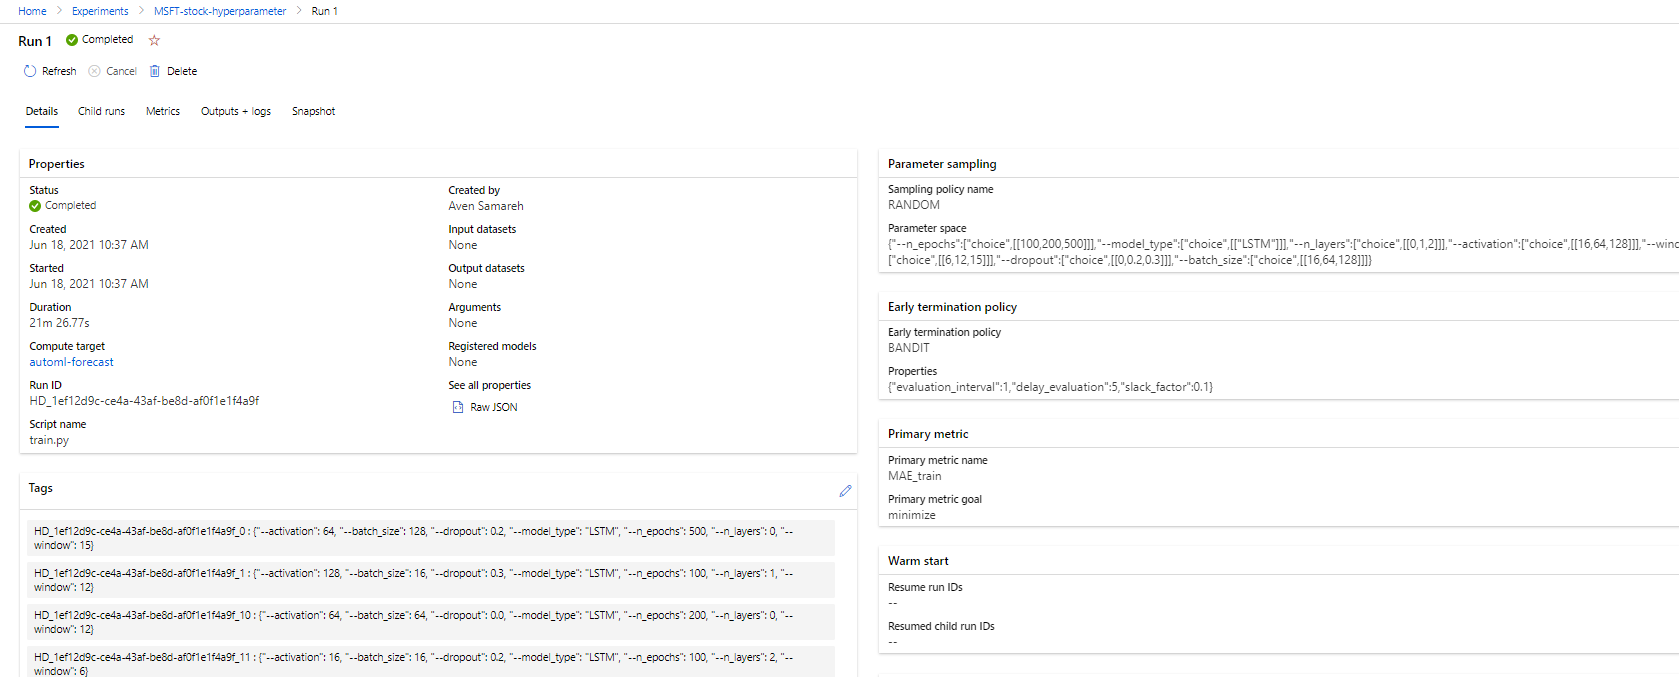 Home > Experiments > MSFT-stock-hyperparameter > Run 1
Run 1 Completed
Refresh Cancel Delete
Details Child runs Metrics Outputs + logs Snapshot
Properties
Status
Completed
Created
Jun 18, 2021 10:37 AM
Started
Jun 18, 2021 10:37 AM
Duration
21m 26.77s
Compute target
automl-forecast
Run ID
HD_1ef12d9c-ce4a-43af-be8d-af0f1e1f4a9f
Script name
train.py
Created by
Aven Samareh
Input datasets
None
Output datasets
None
Arguments
None
Registered models
None
See all properties
Raw JSON
Tags
HD_1ef12d9c-ce4a-43af-be8d-af0f1e1f4a9f_0 : {"--activation": 64, "--batch_size": 128, "--dropout": 0.2, "--model_type": "LSTM", "--n_epochs": 500, "--n_layers": 0, "--
window": 15}
HD_1ef12d9c-ce4a-43af-be8d-af0f1e1f4a9f_1 : {"--activation": 128, "--batch_size": 16, "--dropout": 0.3, "--model_type": "LSTM", "--n_epochs": 100, "--n_layers": 1, "--
window": 12}
HD_1ef12d9c-ce4a-43af-be8d-af0f1e1f4a9f_10 : {"--activation": 64, "--batch_size": 64, "--dropout": 0.0, "--model_type": "LSTM", "--n_epochs": 200, "--n_layers": 0, "--
window": 12}
HD_1ef12d9c-ce4a-43af-be8d-af0f1e1f4a9f_11 : {"--activation": 16, "--batch_size": 16, "--dropout": 0.2, "--model_type": "LSTM", "--n_epochs": 100, "--n_layers": 2, "--
window": 6}
Parameter sampling
Sampling policy name
RANDOM
Parameter space
{"--n_epochs":["choice",[[100,200,500]]],"--model_type":["choice",[["LSTM"]]],"--n_layers":["choice",[[0,1,2]]],"--activation":["choice",[[16,64,128]]],"--wind
["choice",[[6,12,15]]],"--dropout":["choice",[[0,0.2,0.3]]],"--batch_size":["choice",[[16,64,128]]]}
Early termination policy
Early termination policy
BANDIT
Properties
{"evaluation_interval":1,"delay_evaluation":5,"slack_factor":0.1}
Primary metric
Primary metric name
MAE_train
Primary metric goal
minimize
Warm start
Resume run IDs
--
Resumed child run IDs
--